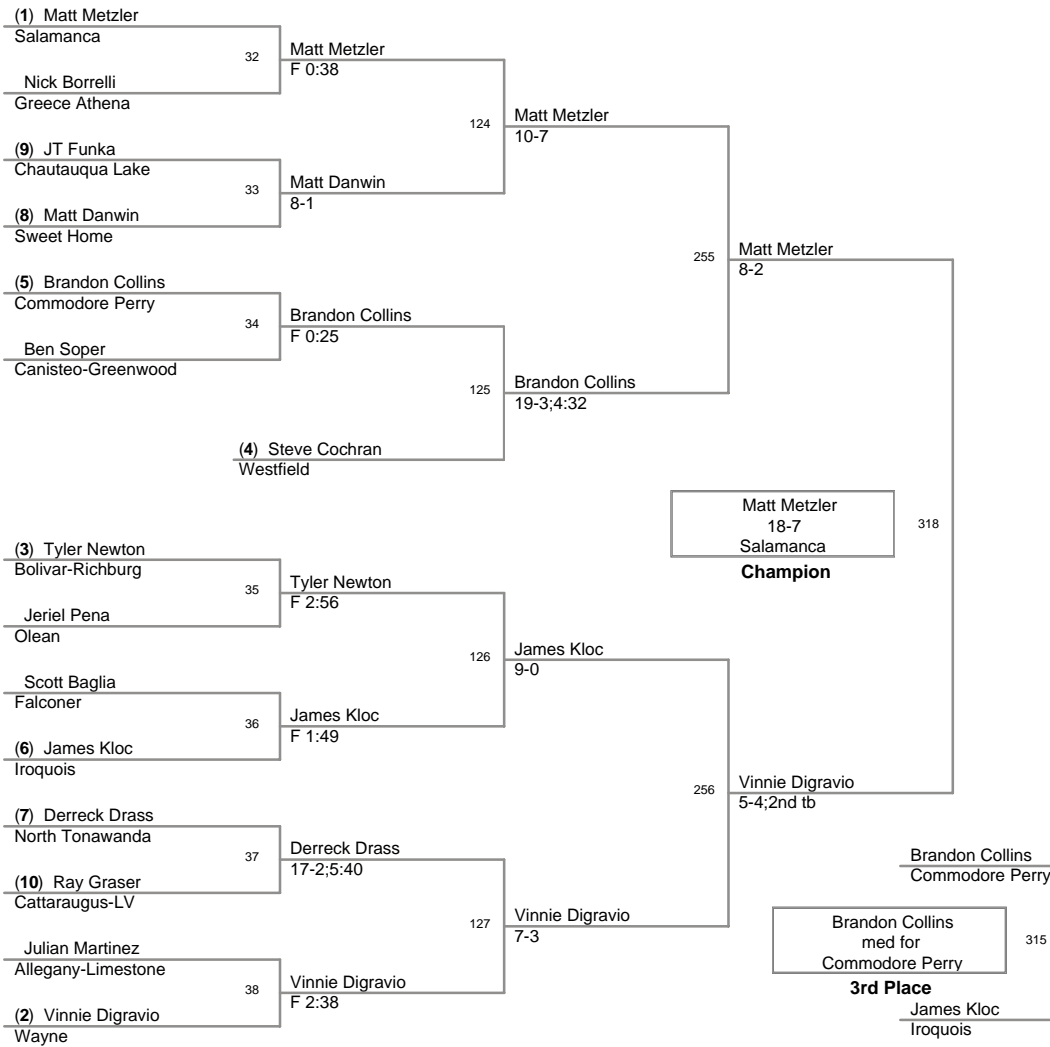 (1) Matt Metzler
Salamanca
32
Nick Borrelli
Greece Athena
Matt Metzler
F 0:38
(9) JT Funka
Chautauqua Lake
33
(8) Matt Danwin
Sweet Home
Matt Danwin
8-1
124
Matt Metzler
10-7
(5) Brandon Collins
Commodore Perry
34
Ben Soper
Canisteo-Greenwood
Brandon Collins
F 0:25
125
(4) Steve Cochran
Westfield
Brandon Collins
19-3;4:32
255
Matt Metzler
8-2
(3) Tyler Newton
Bolivar-Richburg
35
Jeriel Pena
Olean
Tyler Newton
F 2:56
Scott Baglia
Falconer
36
(6) James Kloc
Iroquois
James Kloc
F 1:49
126
James Kloc
9-0
(7) Derreck Drass
North Tonawanda
37
(10) Ray Graser
Cattaraugus-LV
Derreck Drass
17-2;5:40
Julian Martinez
Allegany-Limestone
38
(2) Vinnie Digravio
Wayne
Vinnie Digravio
F 2:38
127
Vinnie Digravio
7-3
256
Vinnie Digravio
5-4;2nd tb
318
Matt Metzler
18-7
Salamanca
Champion
Brandon Collins
Commodore Perry
315
Brandon Collins
med for
Commodore Perry
3rd Place
James Kloc
Iroquois